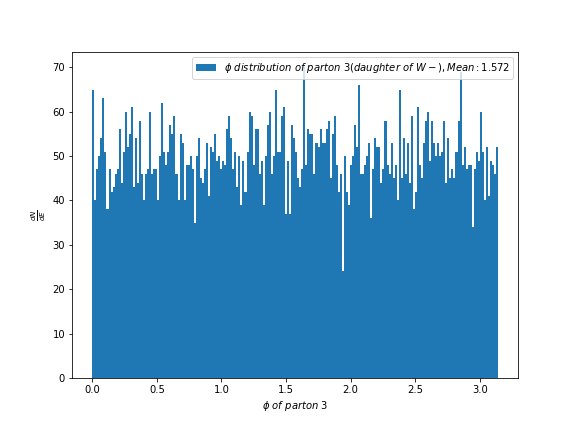 ϕ distribution of parton 3(daughter of W−), Mean: 1.572
70
60
50
40
30
20
10
0
dN
dE
0.0 0.5 1.0 1.5 2.0 2.5 3.0
ϕ of parton 3